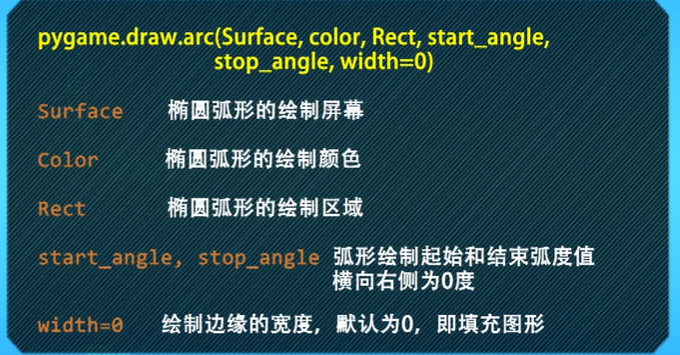 pygame.draw.arc(Surface, color, Rect, start_angle,
stop_angle, width=0)
Surface 椭圆弧形的绘制屏幕
Color 椭圆弧形的绘制颜色
Rect 椭圆弧形的绘制区域
start_angle, stop_angle 弧形绘制起始和结束弧度值
横向右侧为0度
width=0 绘制边缘的宽度，默认为0，即填充图形